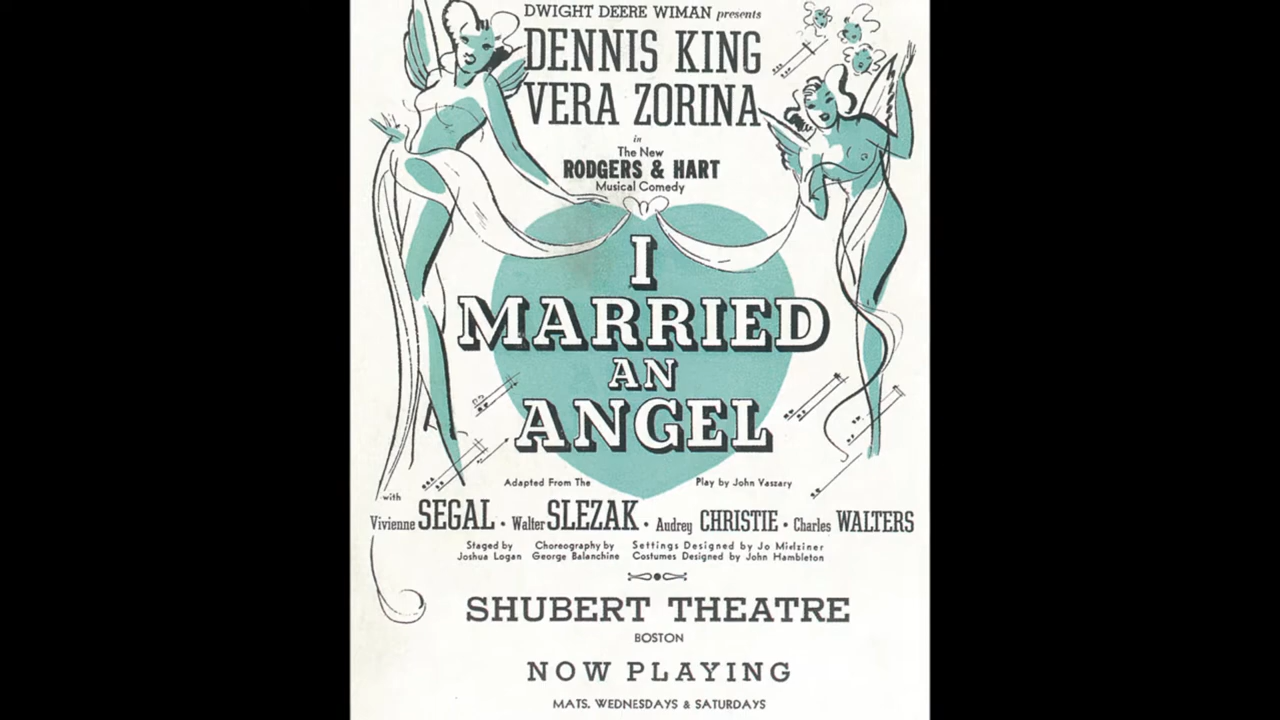 DWIGHT DEERE WIMAN presents
DENNIS KING
VERA ZORINA
in
The New
RODGERS & HART
Musical Comedy
I
MARRIED
AN
ANGEL
Adapted From The Play by John Vaszary
with
Vivienne SEGAL • Walter SLEZAK • Audrey CHRISTIE • Charles WALTERS
Staged by Choreography by Settings Designed by Jo Mielziner
Joshua Logan George Balanchine Costumes Designed by John Hambleton
SHUBERT THEATRE
BOSTON
NOW PLAYING
MATS. WEDNESDAYS & SATURDAYS